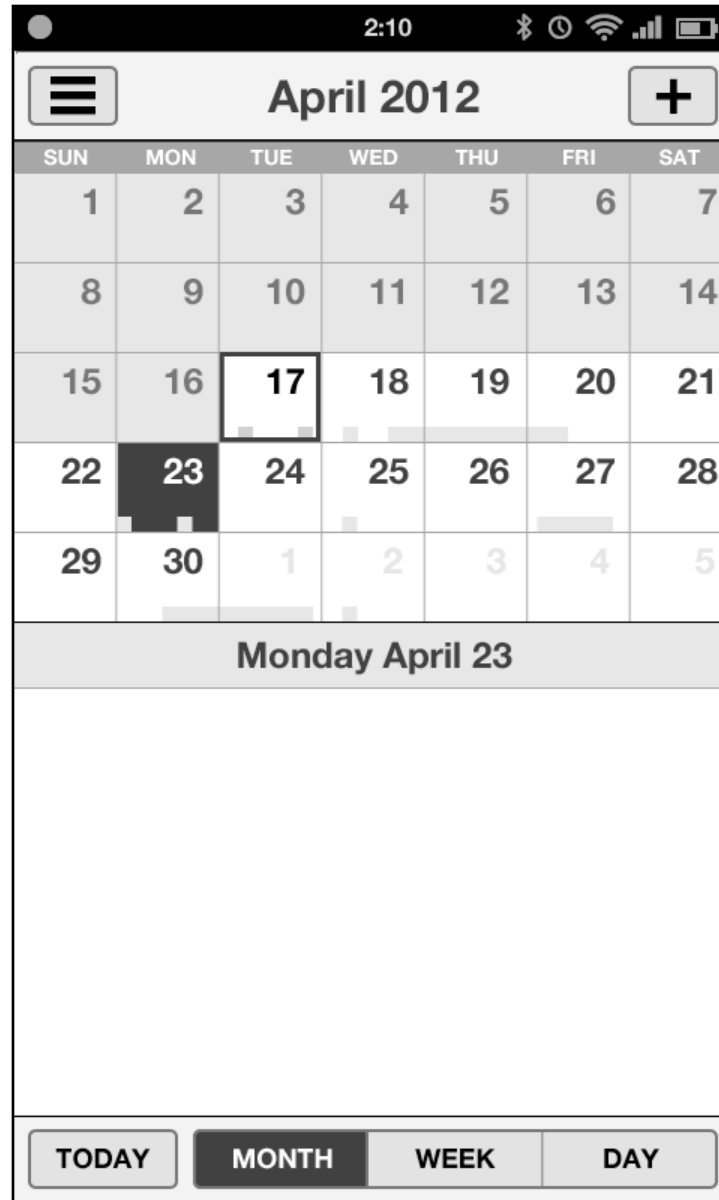 2:10
April 2012
SUN MON TUE WED THU FRI SAT
1 2 3 4 5 6 7
8 9 10 11 12 13 14
15 16 17 18 19 20 21
22 23 24 25 26 27 28
29 30 1 2 3 4 5
Monday April 23
TODAY MONTH WEEK DAY